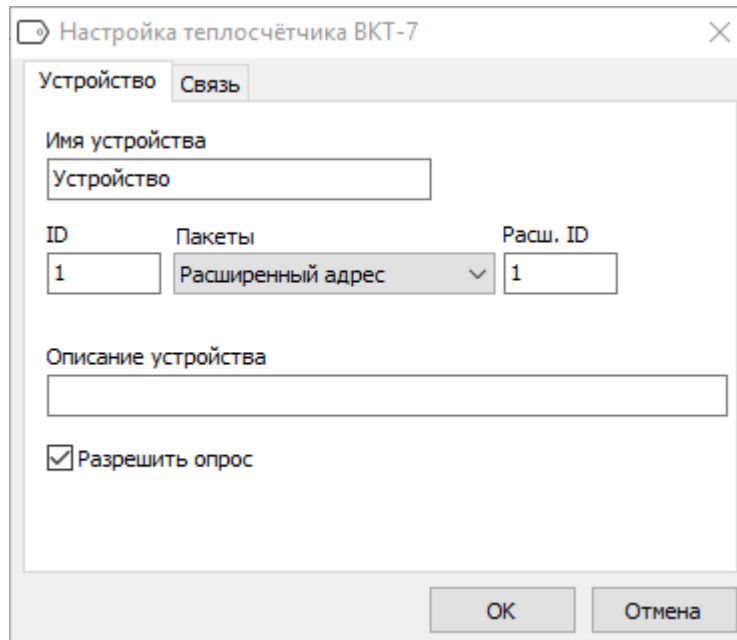 Настройка теплосчётчика ВКТ-7
Устройство Связь
Имя устройства
Устройство
ID Пакеты Расш. ID
1 Расширенный адрес 1
Описание устройства
Разрешить опрос
OK Отмена